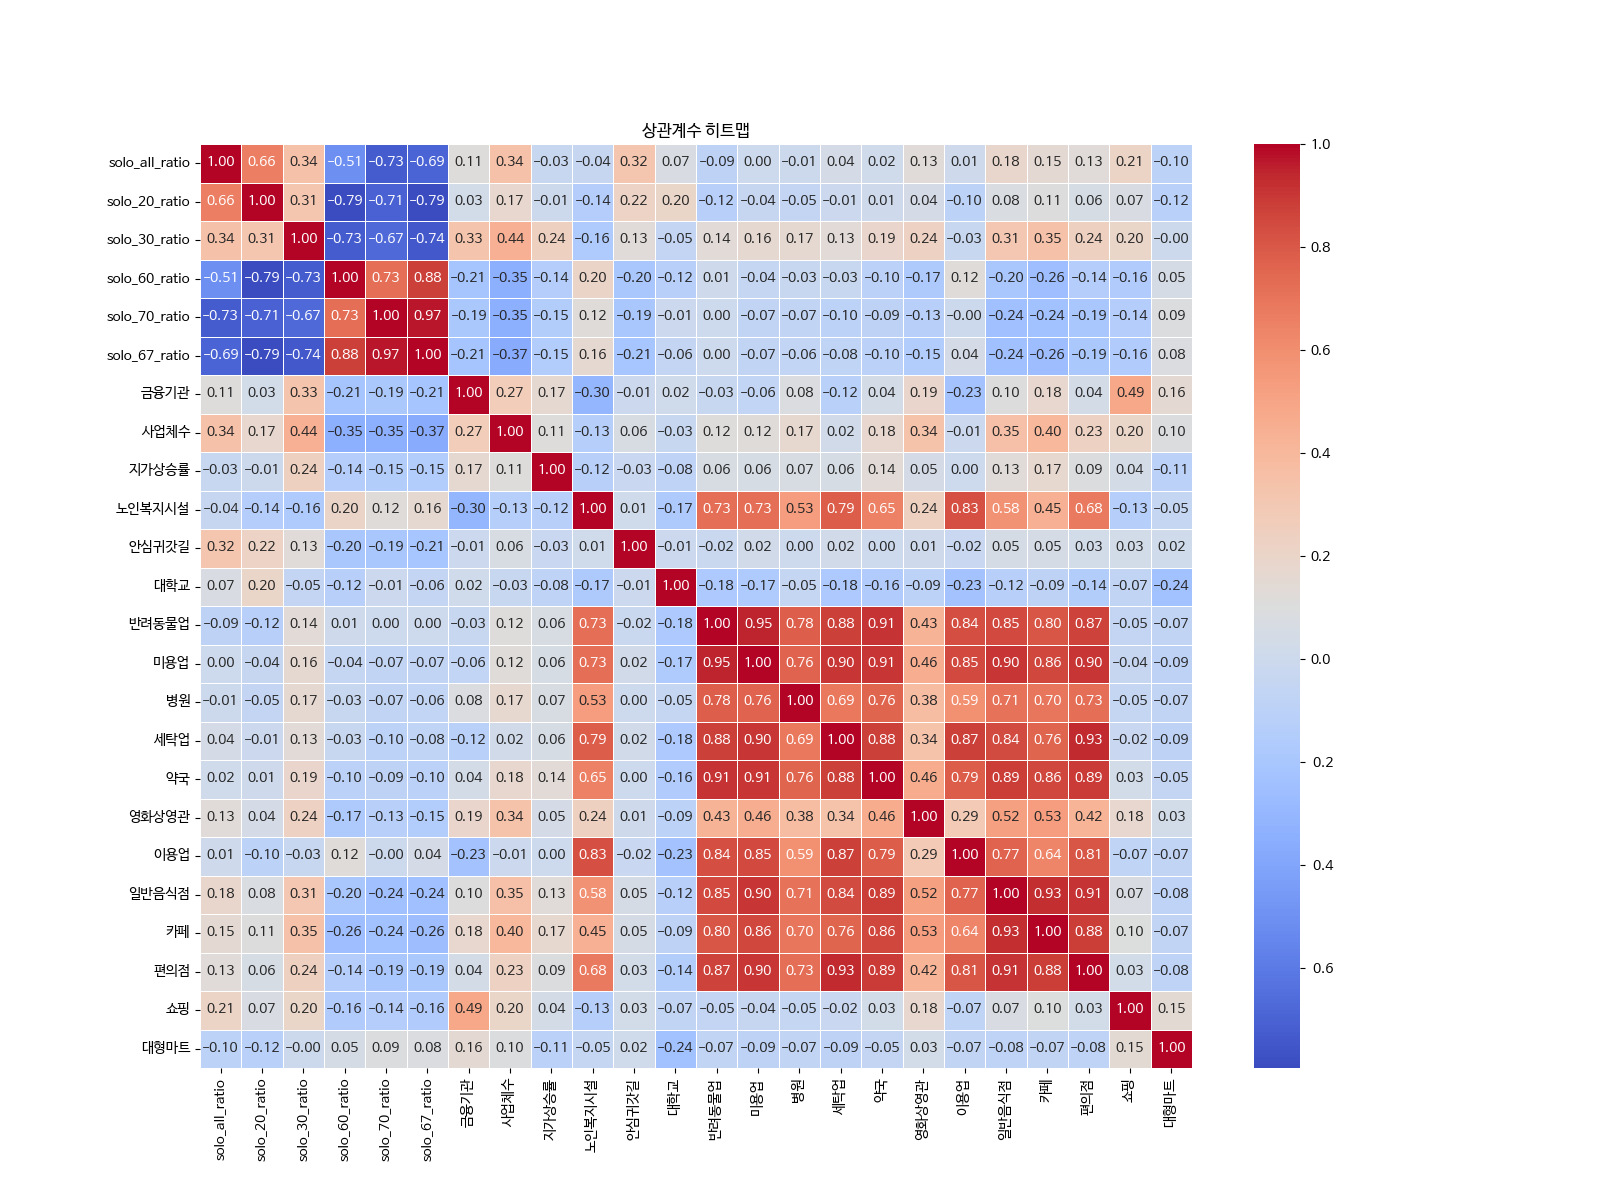 상관계수 히트맵
solo_all_ratio 1.00 0.66 0.34 −0.51 −0.73 −0.69 0.11 0.34 −0.03 −0.04 0.32 0.07 −0.09 0.00 −0.01 0.04 0.02 0.13 0.01 0.18 0.15 0.13 0.21 −0.10
solo_20_ratio 0.66 1.00 0.31 −0.79 −0.71 −0.79 0.03 0.17 −0.01 −0.14 0.22 0.20 −0.12 −0.04 −0.05 −0.01 0.01 0.04 −0.10 0.08 0.11 0.06 0.07 −0.12
solo_30_ratio 0.34 0.31 1.00 −0.73 −0.67 −0.74 0.33 0.44 0.24 −0.16 0.13 −0.05 0.14 0.16 0.17 0.13 0.19 0.24 −0.03 0.31 0.35 0.24 0.20 −0.00
solo_60_ratio −0.51 −0.79 −0.73 1.00 0.73 0.88 −0.21 −0.35 −0.14 0.20 −0.20 −0.12 0.01 −0.04 −0.03 −0.03 −0.10 −0.17 0.12 −0.20 −0.26 −0.14 −0.16 0.05
solo_70_ratio −0.73 −0.71 −0.67 0.73 1.00 0.97 −0.19 −0.35 −0.15 0.12 −0.19 −0.01 0.00 −0.07 −0.07 −0.10 −0.09 −0.13 −0.00 −0.24 −0.24 −0.19 −0.14 0.09
solo_67_ratio −0.69 −0.79 −0.74 0.88 0.97 1.00 −0.21 −0.37 −0.15 0.16 −0.21 −0.06 0.00 −0.07 −0.06 −0.08 −0.10 −0.15 0.04 −0.24 −0.26 −0.19 −0.16 0.08
금융기관 0.11 0.03 0.33 −0.21 −0.19 −0.21 1.00 0.27 0.17 −0.30 −0.01 0.02 −0.03 −0.06 0.08 −0.12 0.04 0.19 −0.23 0.10 0.18 0.04 0.49 0.16
사업체수 0.34 0.17 0.44 −0.35 −0.35 −0.37 0.27 1.00 0.11 −0.13 0.06 −0.03 0.12 0.12 0.17 0.02 0.18 0.34 −0.01 0.35 0.40 0.23 0.20 0.10
지가상승률 −0.03 −0.01 0.24 −0.14 −0.15 −0.15 0.17 0.11 1.00 −0.12 −0.03 −0.08 0.06 0.06 0.07 0.06 0.14 0.05 0.00 0.13 0.17 0.09 0.04 −0.11
노인복지시설 −0.04 −0.14 −0.16 0.20 0.12 0.16 −0.30 −0.13 −0.12 1.00 0.01 −0.17 0.73 0.73 0.53 0.79 0.65 0.24 0.83 0.58 0.45 0.68 −0.13 −0.05
안심귀갓길 0.32 0.22 0.13 −0.20 −0.19 −0.21 −0.01 0.06 −0.03 0.01 1.00 −0.01 −0.02 0.02 0.00 0.02 0.00 0.01 −0.02 0.05 0.05 0.03 0.03 0.02
대학교 0.07 0.20 −0.05 −0.12 −0.01 −0.06 0.02 −0.03 −0.08 −0.17 −0.01 1.00 −0.18 −0.17 −0.05 −0.18 −0.16 −0.09 −0.23 −0.12 −0.09 −0.14 −0.07 −0.24
반려동물업 −0.09 −0.12 0.14 0.01 0.00 0.00 −0.03 0.12 0.06 0.73 −0.02 −0.18 1.00 0.95 0.78 0.88 0.91 0.43 0.84 0.85 0.80 0.87 −0.05 −0.07
미용업 0.00 −0.04 0.16 −0.04 −0.07 −0.07 −0.06 0.12 0.06 0.73 0.02 −0.17 0.95 1.00 0.76 0.90 0.91 0.46 0.85 0.90 0.86 0.90 −0.04 −0.09
병원 −0.01 −0.05 0.17 −0.03 −0.07 −0.06 0.08 0.17 0.07 0.53 0.00 −0.05 0.78 0.76 1.00 0.69 0.76 0.38 0.59 0.71 0.70 0.73 −0.05 −0.07
세탁업 0.04 −0.01 0.13 −0.03 −0.10 −0.08 −0.12 0.02 0.06 0.79 0.02 −0.18 0.88 0.90 0.69 1.00 0.88 0.34 0.87 0.84 0.76 0.93 −0.02 −0.09
약국 0.02 0.01 0.19 −0.10 −0.09 −0.10 0.04 0.18 0.14 0.65 0.00 −0.16 0.91 0.91 0.76 0.88 1.00 0.46 0.79 0.89 0.86 0.89 0.03 −0.05
영화상영관 0.13 0.04 0.24 −0.17 −0.13 −0.15 0.19 0.34 0.05 0.24 0.01 −0.09 0.43 0.46 0.38 0.34 0.46 1.00 0.29 0.52 0.53 0.42 0.18 0.03
이용업 0.01 −0.10 −0.03 0.12 −0.00 0.04 −0.23 −0.01 0.00 0.83 −0.02 −0.23 0.84 0.85 0.59 0.87 0.79 0.29 1.00 0.77 0.64 0.81 −0.07 −0.07
일반음식점 0.18 0.08 0.31 −0.20 −0.24 −0.24 0.10 0.35 0.13 0.58 0.05 −0.12 0.85 0.90 0.71 0.84 0.89 0.52 0.77 1.00 0.93 0.91 0.07 −0.08
카페 0.15 0.11 0.35 −0.26 −0.24 −0.26 0.18 0.40 0.17 0.45 0.05 −0.09 0.80 0.86 0.70 0.76 0.86 0.53 0.64 0.93 1.00 0.88 0.10 −0.07
편의점 0.13 0.06 0.24 −0.14 −0.19 −0.19 0.04 0.23 0.09 0.68 0.03 −0.14 0.87 0.90 0.73 0.93 0.89 0.42 0.81 0.91 0.88 1.00 0.03 −0.08
쇼핑 0.21 0.07 0.20 −0.16 −0.14 −0.16 0.49 0.20 0.04 −0.13 0.03 −0.07 −0.05 −0.04 −0.05 −0.02 0.03 0.18 −0.07 0.07 0.10 0.03 1.00 0.15
대형마트 −0.10 −0.12 −0.00 0.05 0.09 0.08 0.16 0.10 −0.11 −0.05 0.02 −0.24 −0.07 −0.09 −0.07 −0.09 −0.05 0.03 −0.07 −0.08 −0.07 −0.08 0.15 1.00
solo_all_ratio solo_20_ratio solo_30_ratio solo_60_ratio solo_70_ratio solo_67_ratio 금융기관 사업체수 지가상승률 노인복지시설 안심귀갓길 대학교 반려동물업 미용업 병원 세탁업 약국 영화상영관 이용업 일반음식점 카페 편의점 쇼핑 대형마트
1.0
0.8
0.6
0.4
0.2
0.0
0.2
0.4
0.6